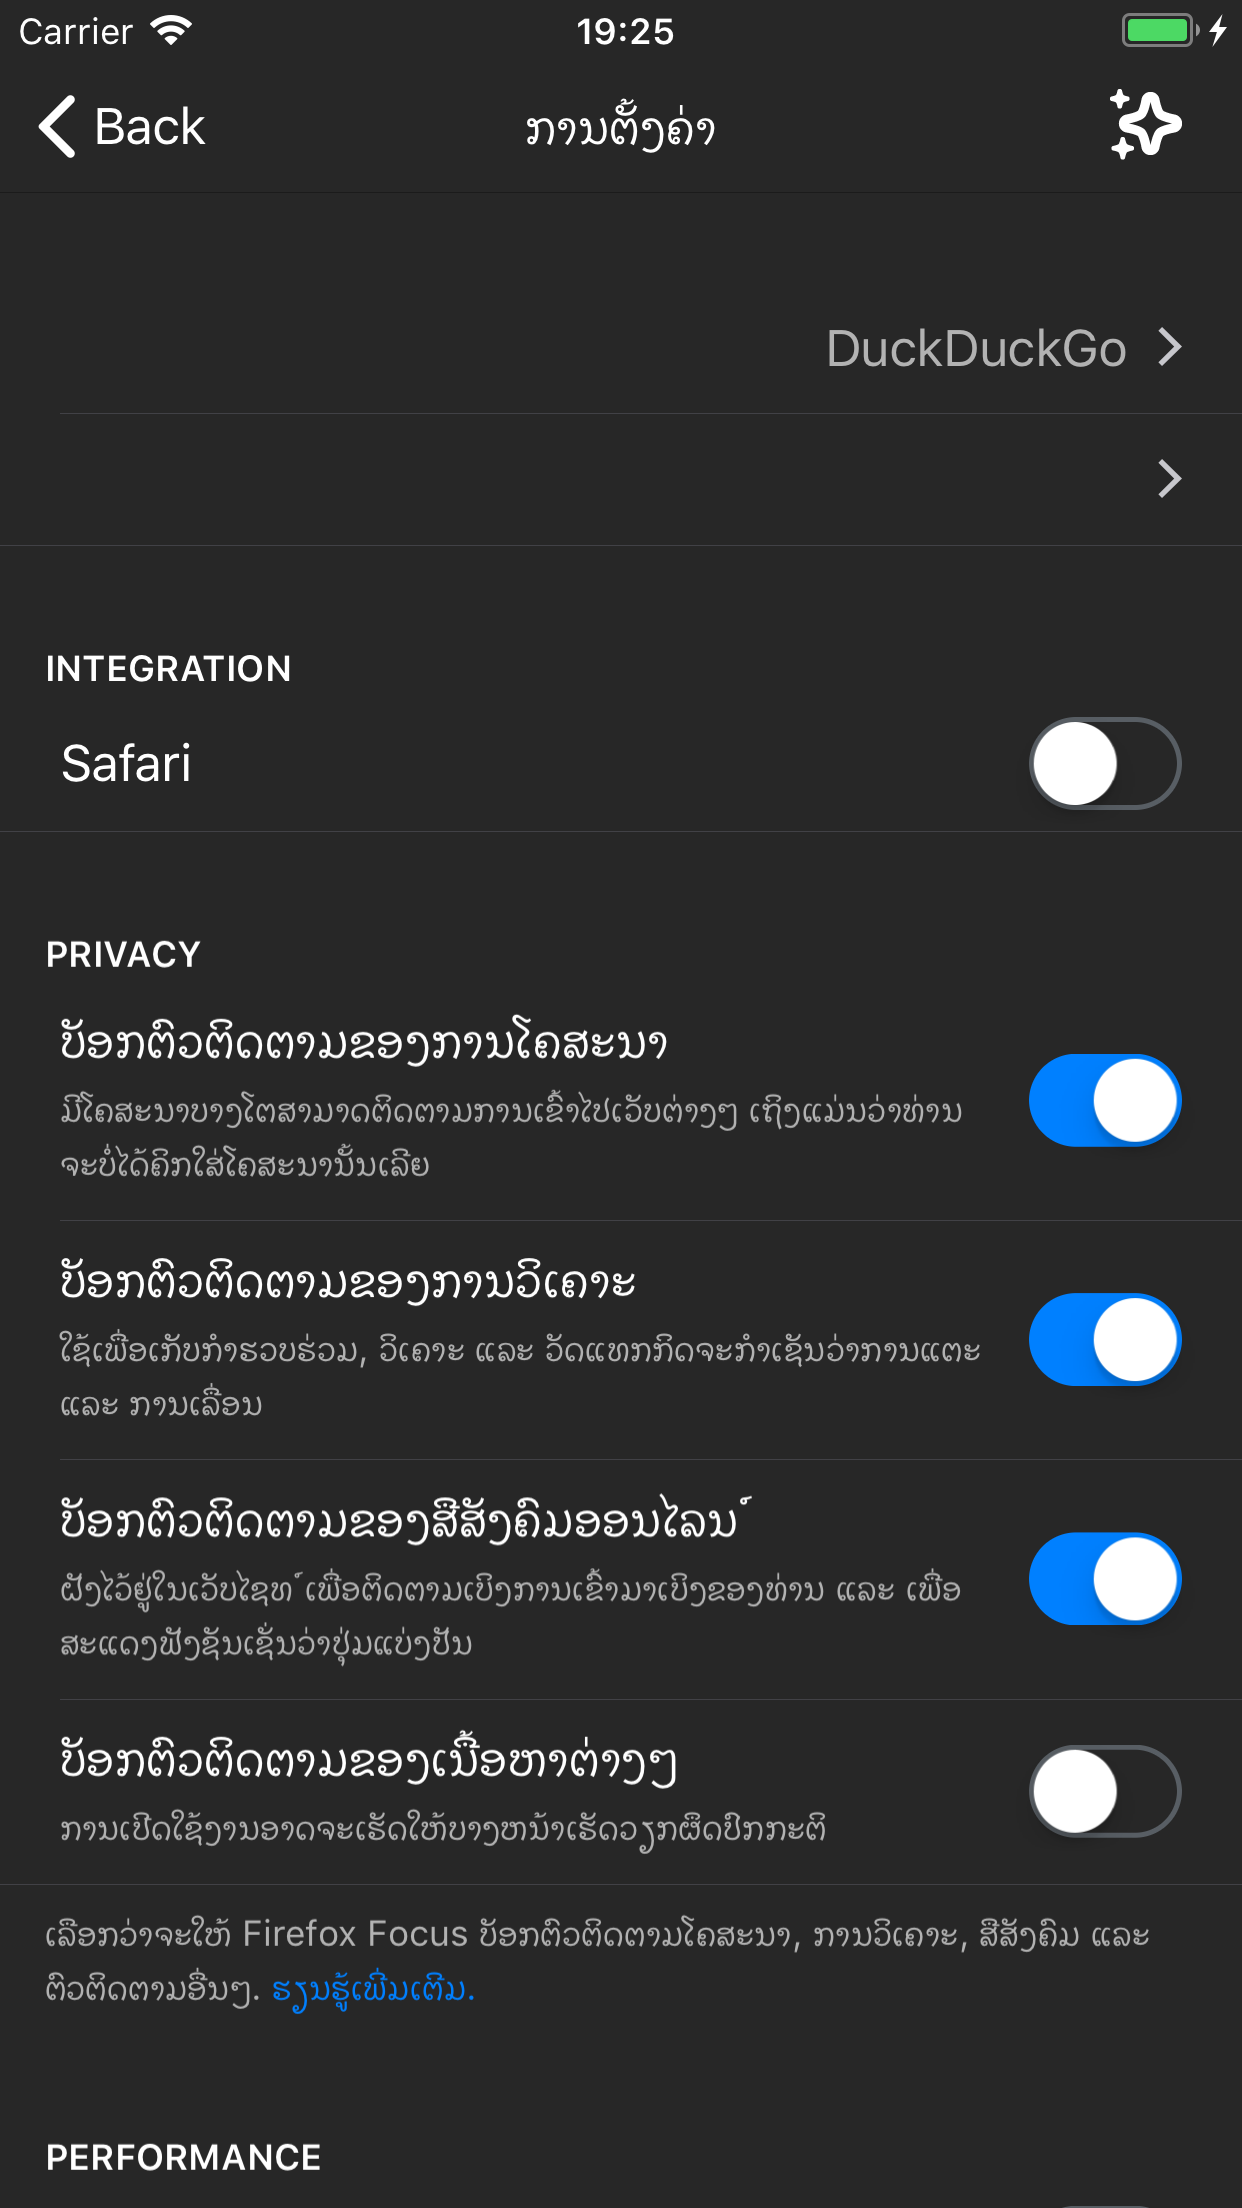 Carrier
19:25
Back
ການຕັ້ງຄ່າ
DuckDuckGo
INTEGRATION
Safari
PRIVACY
ບັອກຕົວຕິດຕາມຂອງການໂຄສະນາ
ມີໂຄສະນາບາງໂຕສາມາດຕິດຕາມການເຂົ້າໄປເວັບຕ່າງໆ ເຖິງແມ່ນວ່າທ່ານ
ຈະບໍ່ໄດ້ຄິກໃສ່ໂຄສະນານັ້ນເລີຍ
ບັອກຕົວຕິດຕາມຂອງການວິເຄາະ
ໃຊ້ເພື່ອເກັບກຳຮວບຮ່ວມ, ວິເຄາະ ແລະ ວັດແທກກິດຈະກຳເຊັນວ່າການແຕະ
ແລະ ການເລື່ອນ
ບັອກຕົວຕິດຕາມຂອງສືສັງຄົມອອນໄລນ໌
ຝັງໄວ້ຢູ່ໃນເວັບໄຊທ໌ເພື່ອຕິດຕາມເບິງການເຂົ້າມາເບິງຂອງທ່ານ ແລະ ເພື່ອ
ສະແດງຟັງຊັນເຊັ່ນວ່າປຸ່ມແບ່ງປັນ
ບັອກຕົວຕິດຕາມຂອງເນື້ອຫາຕ່າງໆ
ການເປີດໃຊ້ງານອາດຈະເຮັດໃຫ້ບາງຫນ້າເຮັດວຽກຜິດປົກກະຕິ
ເລືອກວ່າຈະໃຫ້ Firefox Focus ບັອກຕົວຕິດຕາມໂຄສະນາ, ການວິເຄາະ, ສືສັງຄົມ ແລະ
ຕົວຕິດຕາມອື່ນໆ. ຮຽນຮູ້ເພີ່ມເຕີມ.
PERFORMANCE